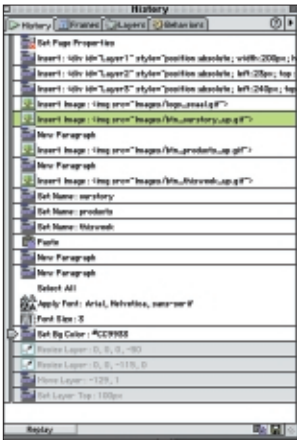 History
History Frames Layers Behaviors
Set Page Properties
Insert: <div id="Layer1" style="position:absolute; width:200px; h
Insert: <div id="Layer2" style="position:absolute; left:25px; top
Insert: <div id="Layer3" style="position:absolute; left:240px; top
Insert Image: <img src="images/logo_small.gif">
Insert Image: <img src="images/btn_ourstory_up.gif">
New Paragraph
Insert Image: <img src="images/btn_products_up.gif">
New Paragraph
Insert Image: <img src="images/btn_thisweek_up.gif">
Set Name: ourstory
Set Name: products
Set Name: thisweek
Paste
New Paragraph
New Paragraph
Select All
Apply Font: Arial, Helvetica, sans-serif
Font Size: 2
Set Bg Color: #CC9988
Resize Layer: 0, 0, 0, -90
Resize Layer: 0, 0, -119, 0
Move Layer: -129, 1
Set Layer Top: 100px
Replay